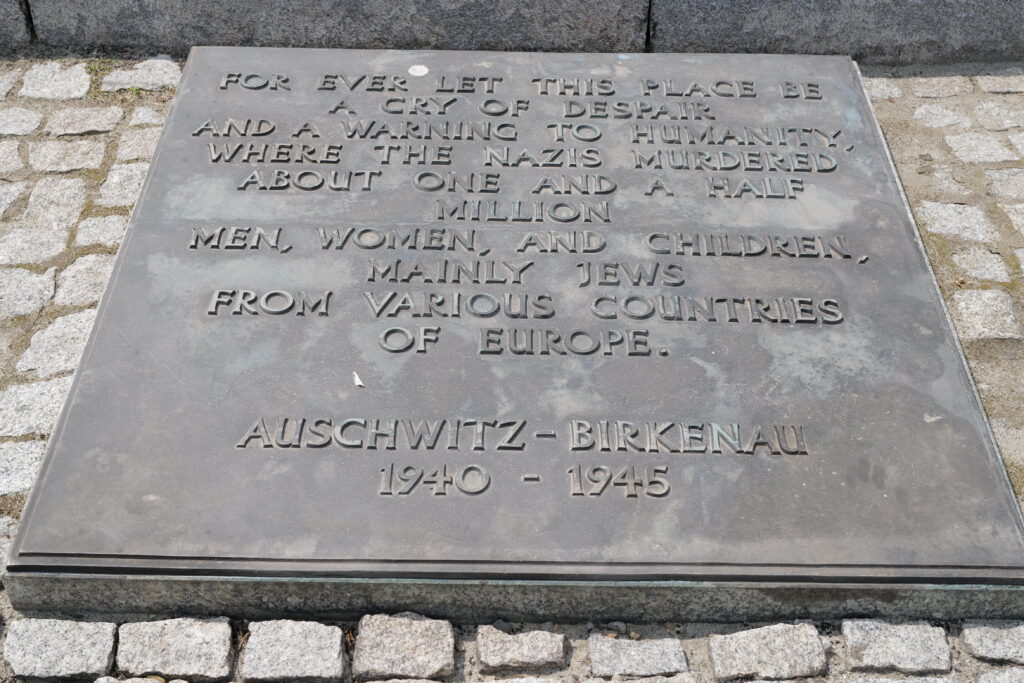 FOR EVER LET THIS PLACE BE
A CRY OF DESPAIR
AND A WARNING TO HUMANITY,
WHERE THE NAZIS MURDERED
ABOUT ONE AND A HALF
MILLION
MEN, WOMEN, AND CHILDREN,
MAINLY JEWS
FROM VARIOUS COUNTRIES
OF EUROPE.
AUSCHWITZ-BIRKENAU
1940 - 1945